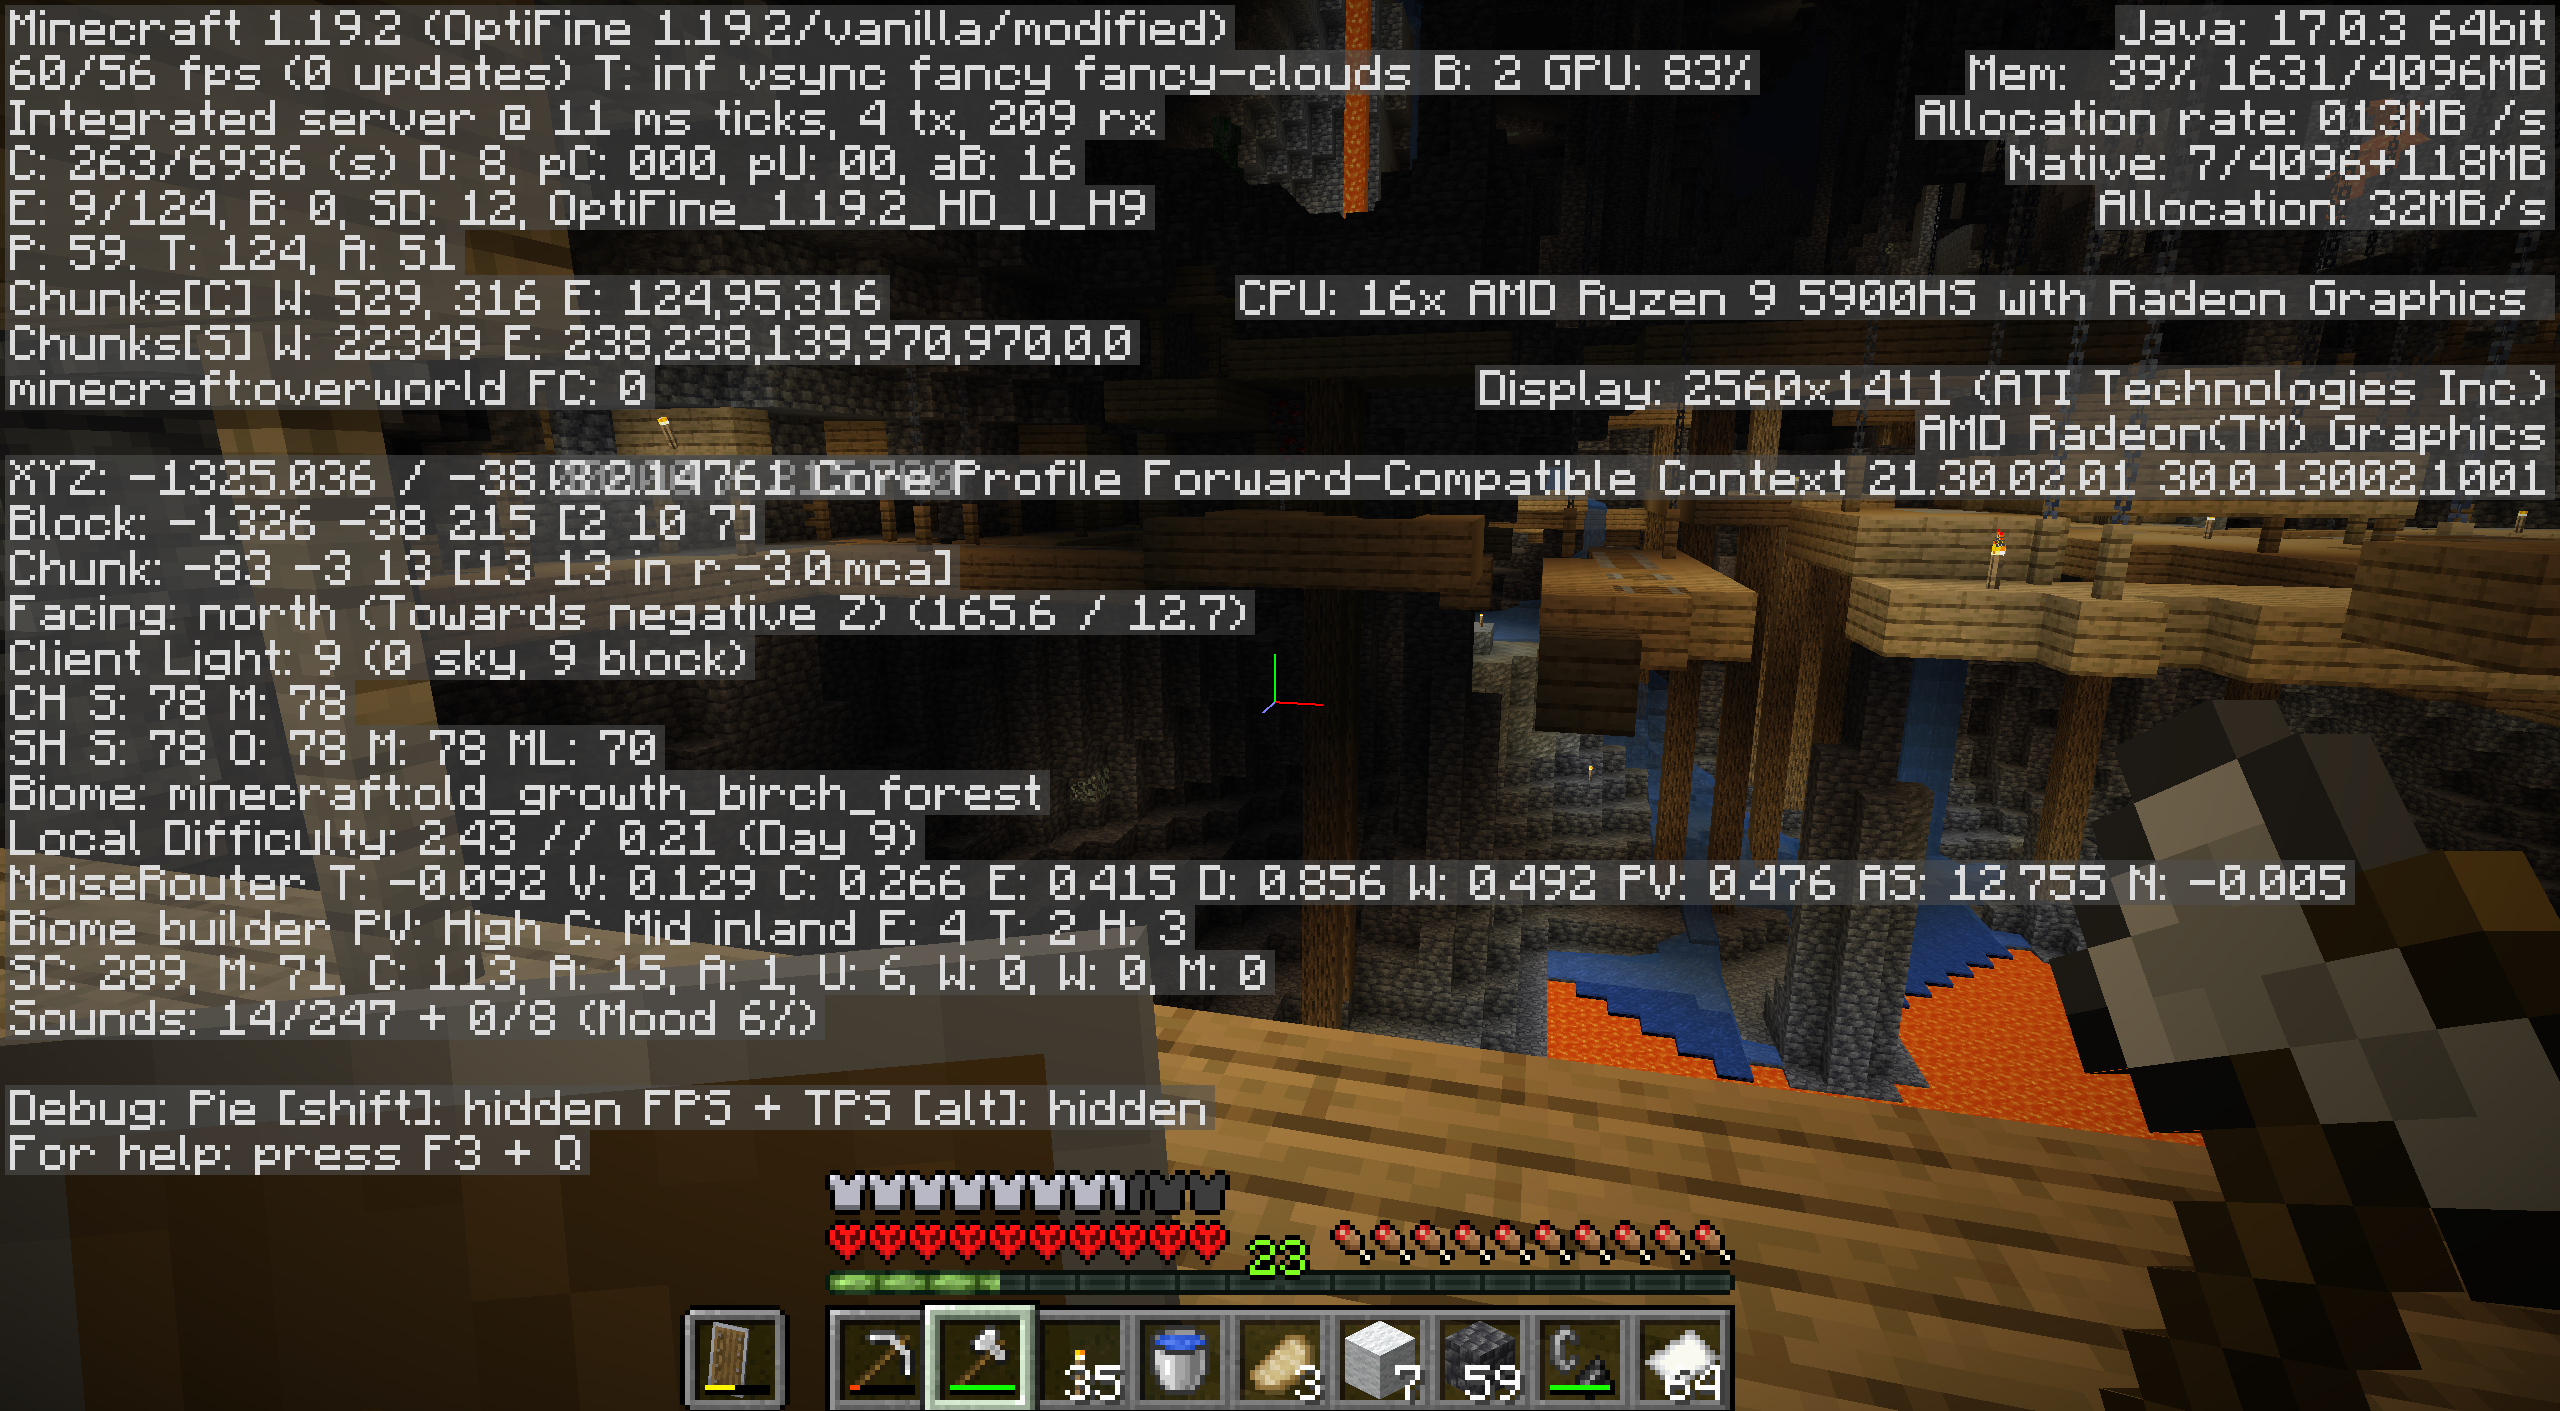 Minecraft 1.19.2 (OptiFine 1.19.2/vanilla/modified)
60/56 fps (0 updates) T: inf vsync fancy fancy-clouds B: 2 GPU: 83%
Integrated server @ 11 ms ticks, 4 tx, 209 rx
C: 263/6936 (s) D: 8, pC: 000, pU: 00, aB: 16
E: 9/124, B: 0, SD: 12, OptiFine_1.19.2_HD_U_H9
P: 59. T: 124, A: 51
Chunks[C] W: 529, 316 E: 124,95,316
Chunks[S] W: 22349 E: 238,238,139,970,970,0,0
minecraft:overworld FC: 0
XYZ: -1325.036 / -38.
Block: -1326 -38 215 [2 10 7]
Chunk: -83 -3 13 [13 13 in r.-3.0.mca]
Facing: north (Towards negative Z) (165.6 / 12.7)
Client Light: 9 (0 sky, 9 block)
CH S: 78 M: 78
SH S: 78 O: 78 M: 78 ML: 70
Biome: minecraft:old_growth_birch_forest
Local Difficulty: 2.43 // 0.21 (Day 9)
NoiseRouter T: -0.092 V: 0.129 C: 0.266 E: 0.415 D: 0.856 W: 0.492 PV: 0.476 AS: 12.755 N: -0.005
Biome builder PV: High C: Mid inland E: 4 T: 2 H: 3
SC: 289, M: 71, C: 113, A: 15, A: 1, U: 6, W: 0, W: 0, M: 0
Sounds: 14/247 + 0/8 (Mood 6%)
Debug: Pie [shift]: hidden FPS + TPS [alt]: hidden
For help: press F3 + Q
Java: 17.0.3 64bit
Mem: 39% 1631/4096MB
Allocation rate: 013MB /s
Native: 7/4096+118MB
Allocation: 32MB/s
CPU: 16x AMD Ryzen 9 5900HS with Radeon Graphics
Display: 2560x1411 (ATI Technologies Inc.)
AMD Radeon(TM) Graphics
Core Profile Forward-Compatible Context 21.30.02.01 30.0.13002.1001
23
35
3
7
59
64